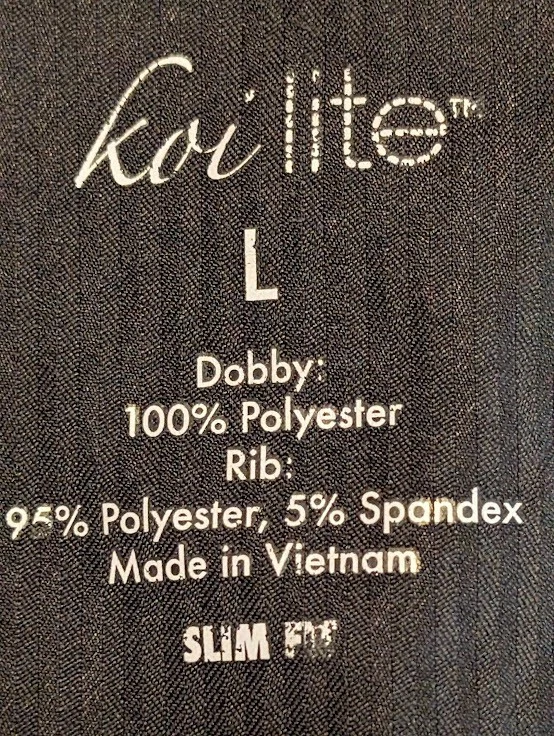 koi lite™
L
Dobby:
100% Polyester
Rib:
95% Polyester, 5% Spandex
Made in Vietnam
SLIM FIT